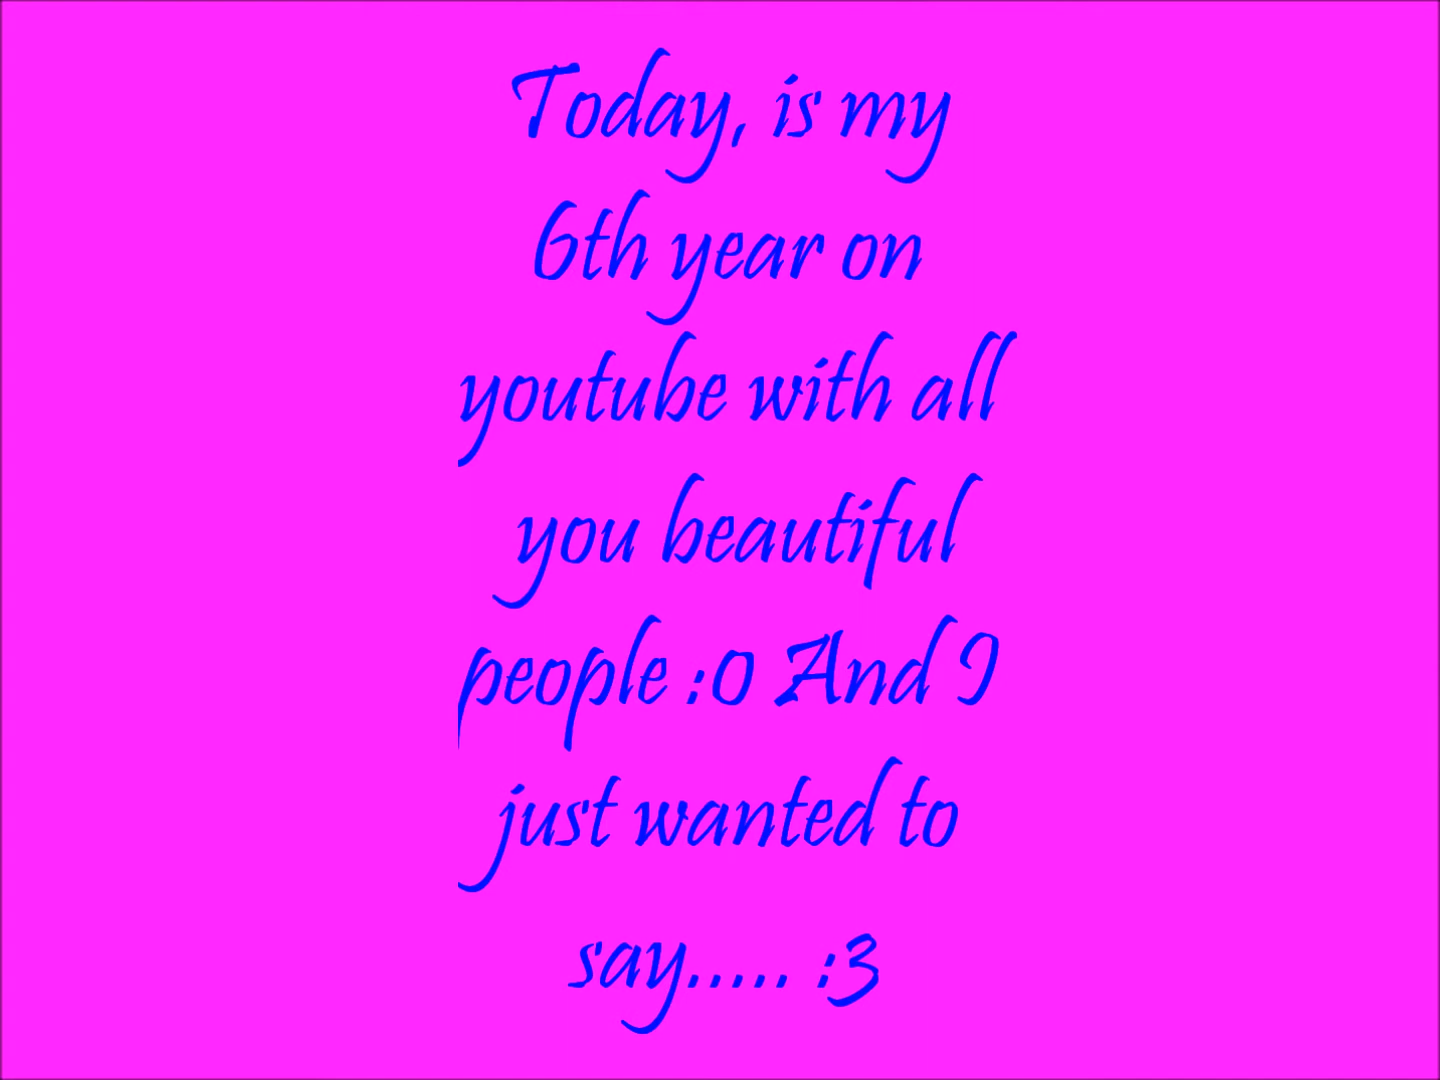 Today, is my
6th year on
youtube with all
you beautiful
people :0 And I
just wanted to
say..... :3